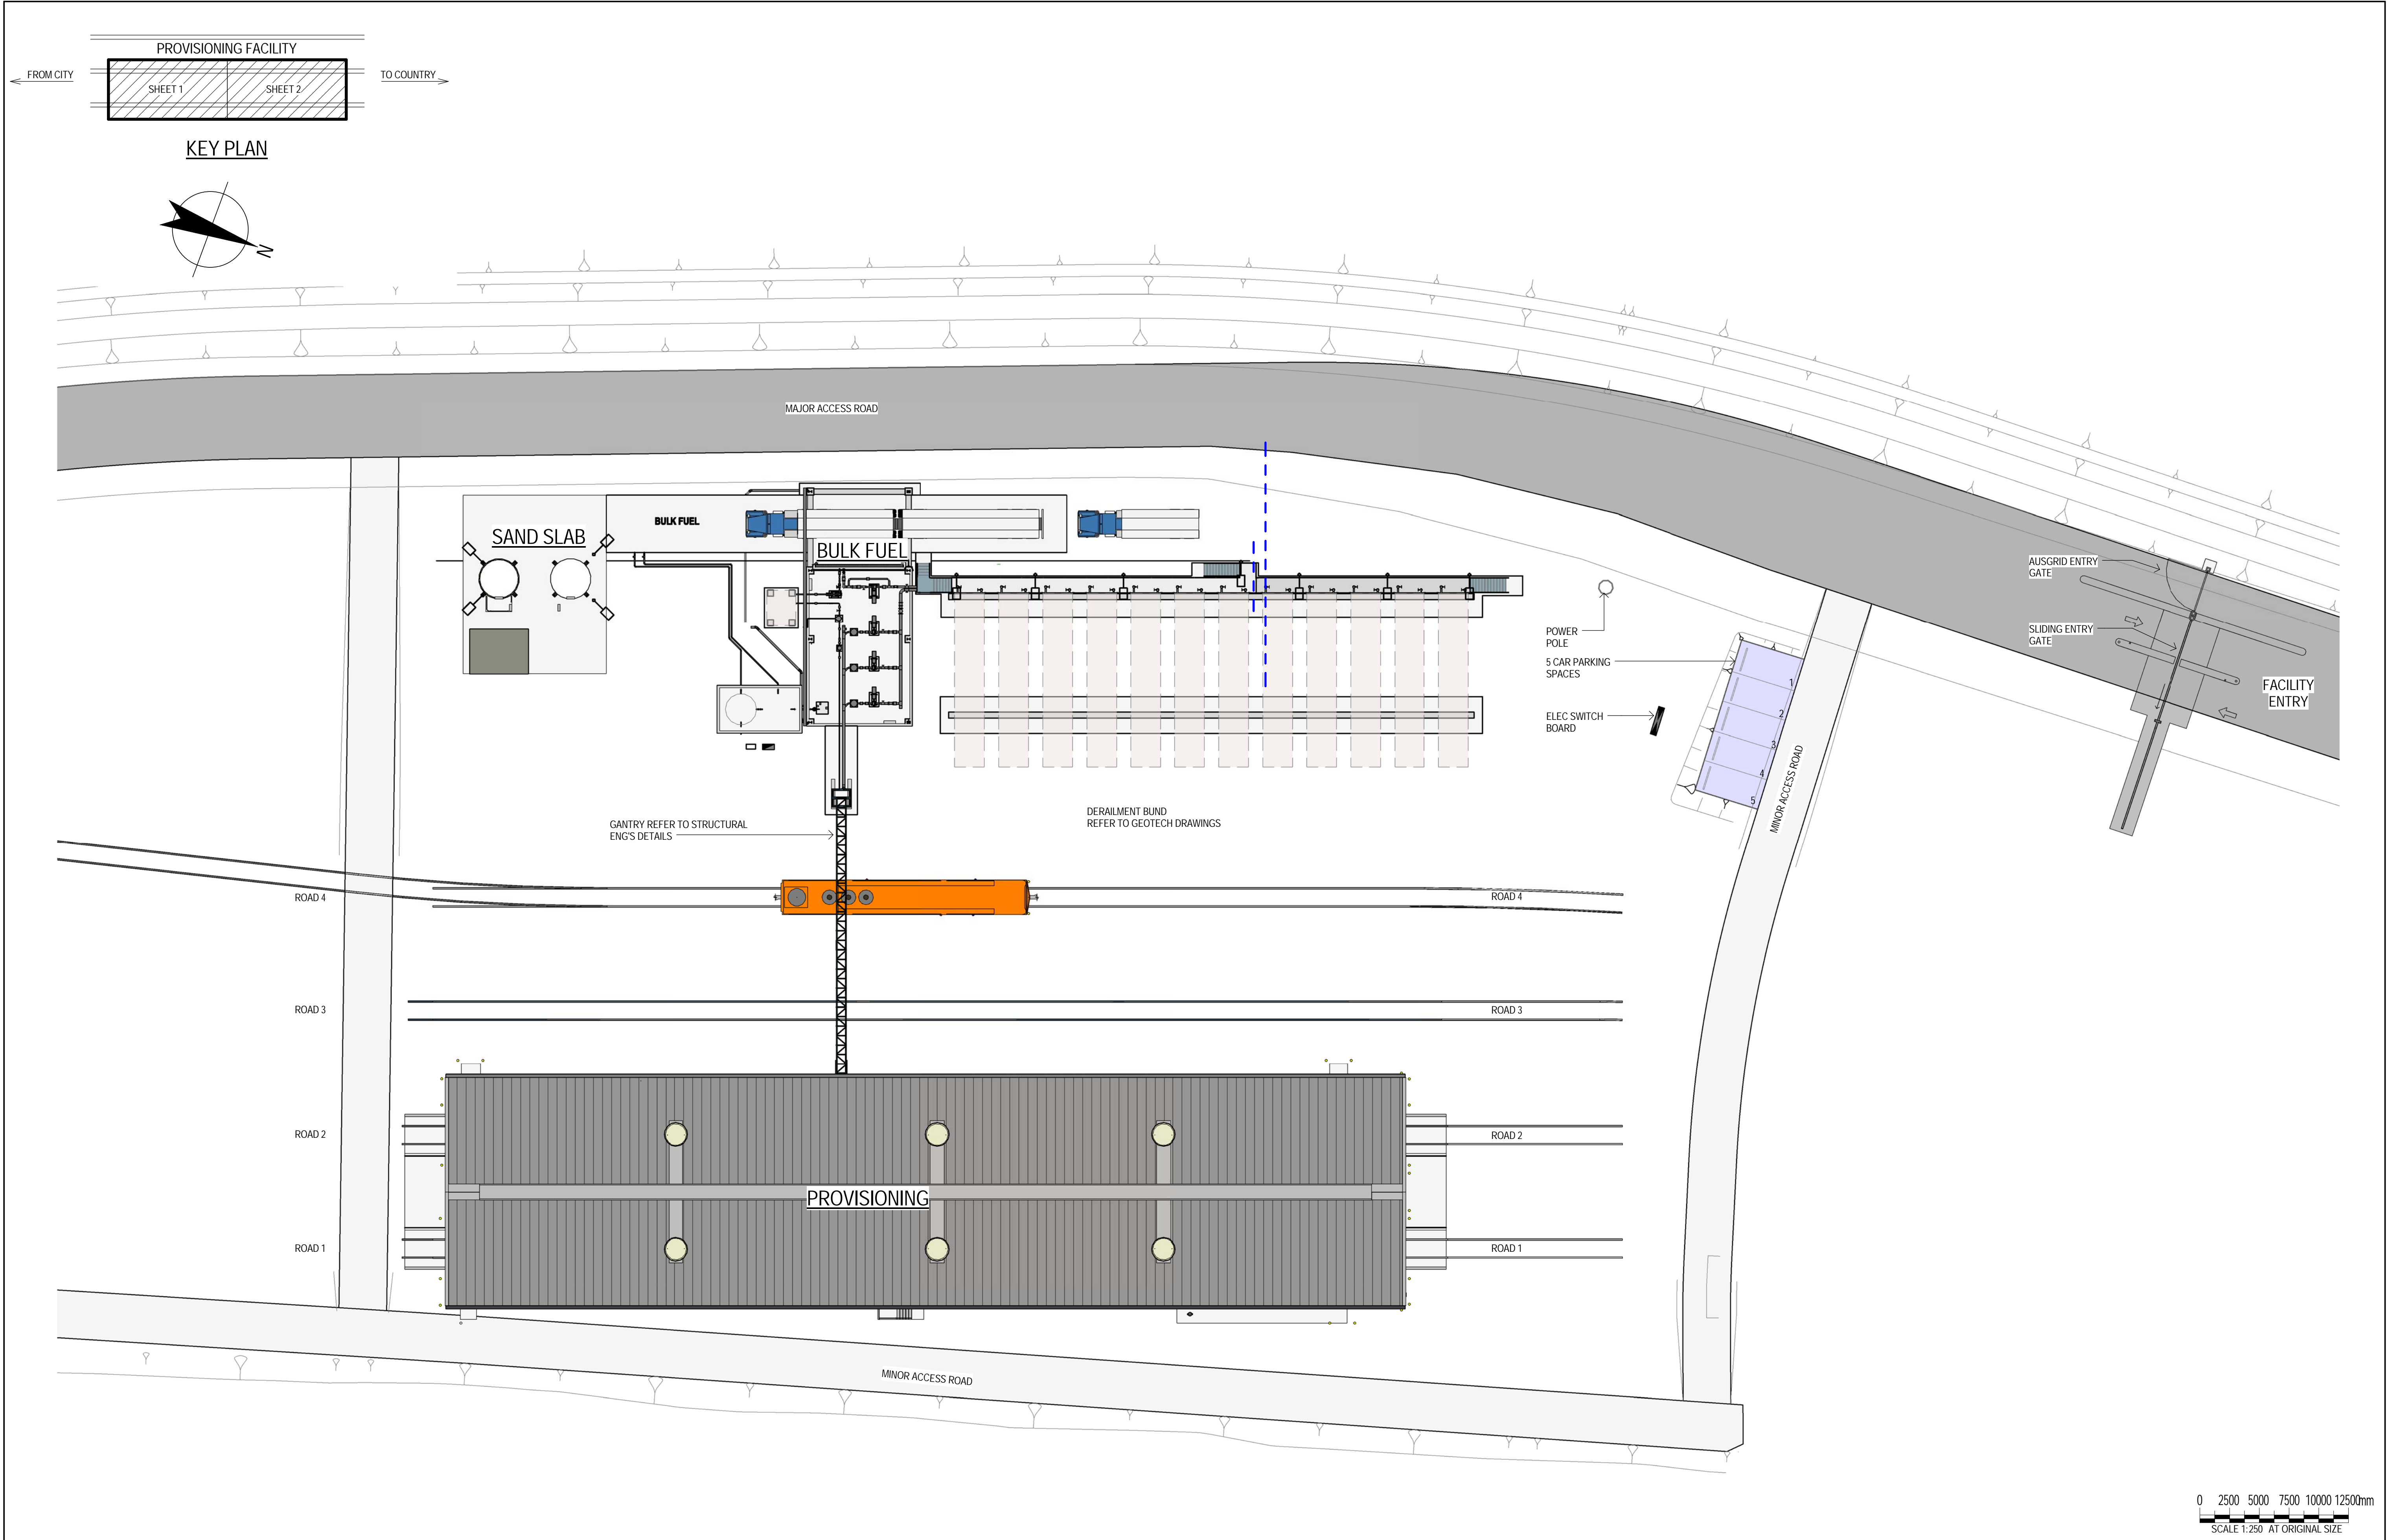 PROVISIONING FACILITY
FROM CITY
TO COUNTRY
SHEET 1
SHEET 2
KEY PLAN
N
MAJOR ACCESS ROAD
SAND SLAB
BULK FUEL
BULK FUEL
AUSGRID ENTRY
GATE
SLIDING ENTRY
GATE
FACILITY
ENTRY
POWER
POLE
5 CAR PARKING
SPACES
ELEC SWITCH
BOARD
1
2
3
4
5
MINOR ACCESS ROAD
GANTRY REFER TO STRUCTURAL
ENG'S DETAILS
DERAILMENT BUND
REFER TO GEOTECH DRAWINGS
ROAD 4
ROAD 4
ROAD 3
ROAD 3
ROAD 2
ROAD 2
PROVISIONING
ROAD 1
ROAD 1
MINOR ACCESS ROAD
0 2500 5000 7500 10000 12500mm
SCALE 1:250 AT ORIGINAL SIZE